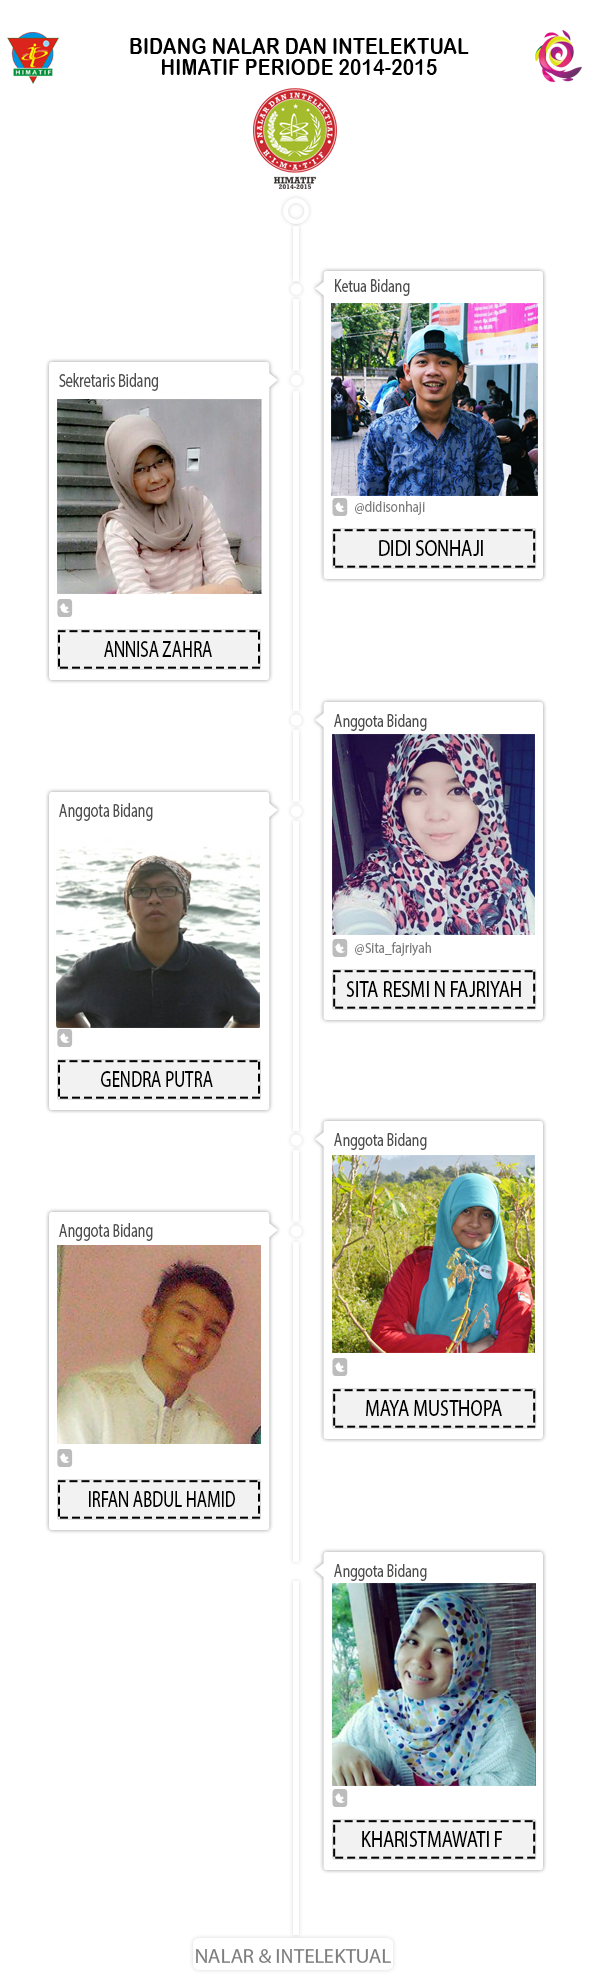 BIDANG NALAR DAN INTELEKTUAL
HIMATIF PERIODE 2014-2015
HIMATIF
NALAR DAN INTELEKTUAL
H·I·M·A·T·I·F
HIMATIF
2014-2015
Ketua Bidang
@didisonhaji
DIDI SONHAJI
Sekretaris Bidang
ANNISA ZAHRA
Anggota Bidang
@Sita_fajriyah
SITA RESMI N FAJRIYAH
Anggota Bidang
GENDRA PUTRA
Anggota Bidang
MAYA MUSTHOPA
Anggota Bidang
IRFAN ABDUL HAMID
Anggota Bidang
KHARISTMAWATI F
NALAR & INTELEKTUAL